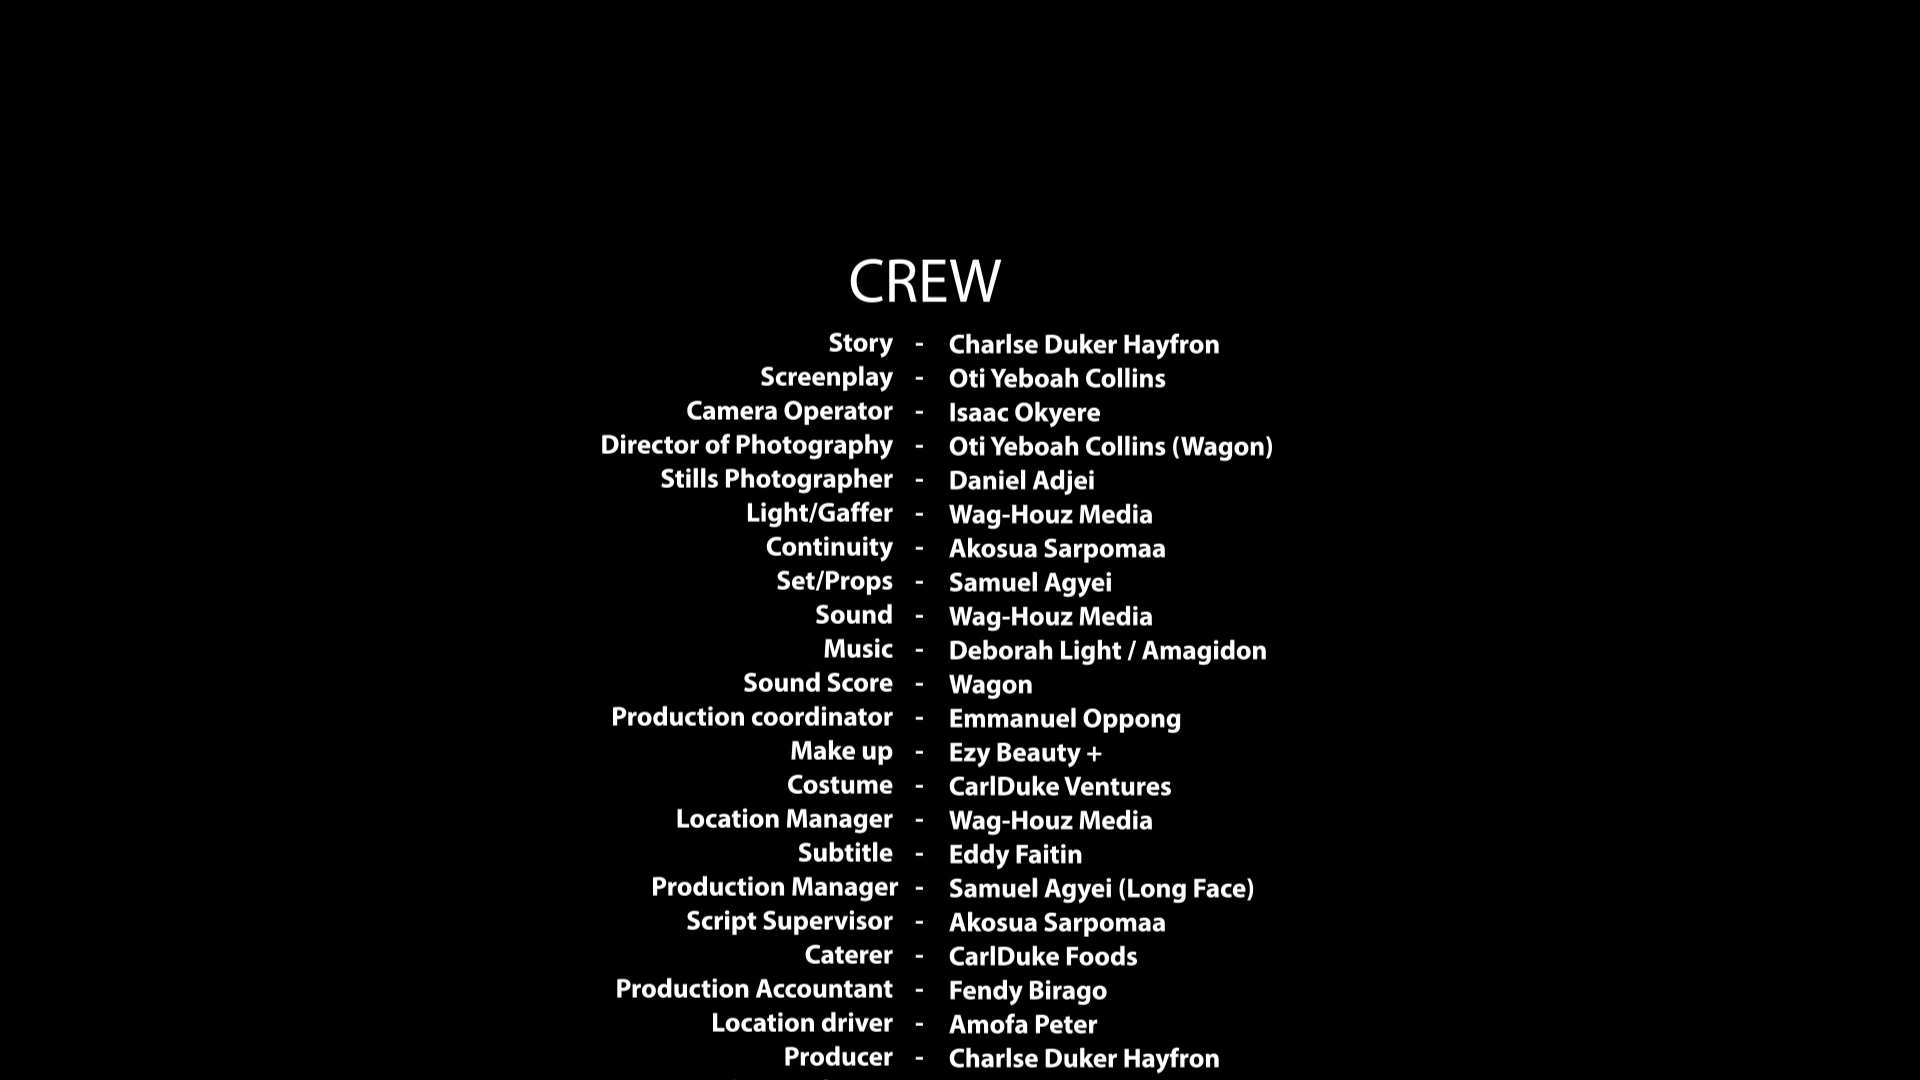 CREW
Story - Charlse Duker Hayfron
Screenplay - Oti Yeboah Collins
Camera Operator - Isaac Okyere
Director of Photography - Oti Yeboah Collins (Wagon)
Stills Photographer - Daniel Adjei
Light/Gaffer - Wag-Houz Media
Continuity - Akosua Sarpomaa
Set/Props - Samuel Agyei
Sound - Wag-Houz Media
Music - Deborah Light / Amagidon
Sound Score - Wagon
Production coordinator - Emmanuel Oppong
Make up - Ezy Beauty +
Costume - CarlDuke Ventures
Location Manager - Wag-Houz Media
Subtitle - Eddy Faitin
Production Manager - Samuel Agyei (Long Face)
Script Supervisor - Akosua Sarpomaa
Caterer - CarlDuke Foods
Production Accountant - Fendy Birago
Location driver - Amofa Peter
Producer - Charlse Duker Hayfron